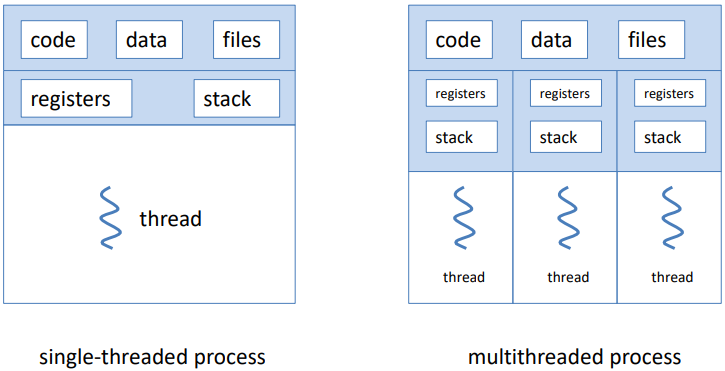 code data files
registers stack
thread
single-threaded process
code data files
registers registers registers
stack stack stack
thread thread thread
multithreaded process